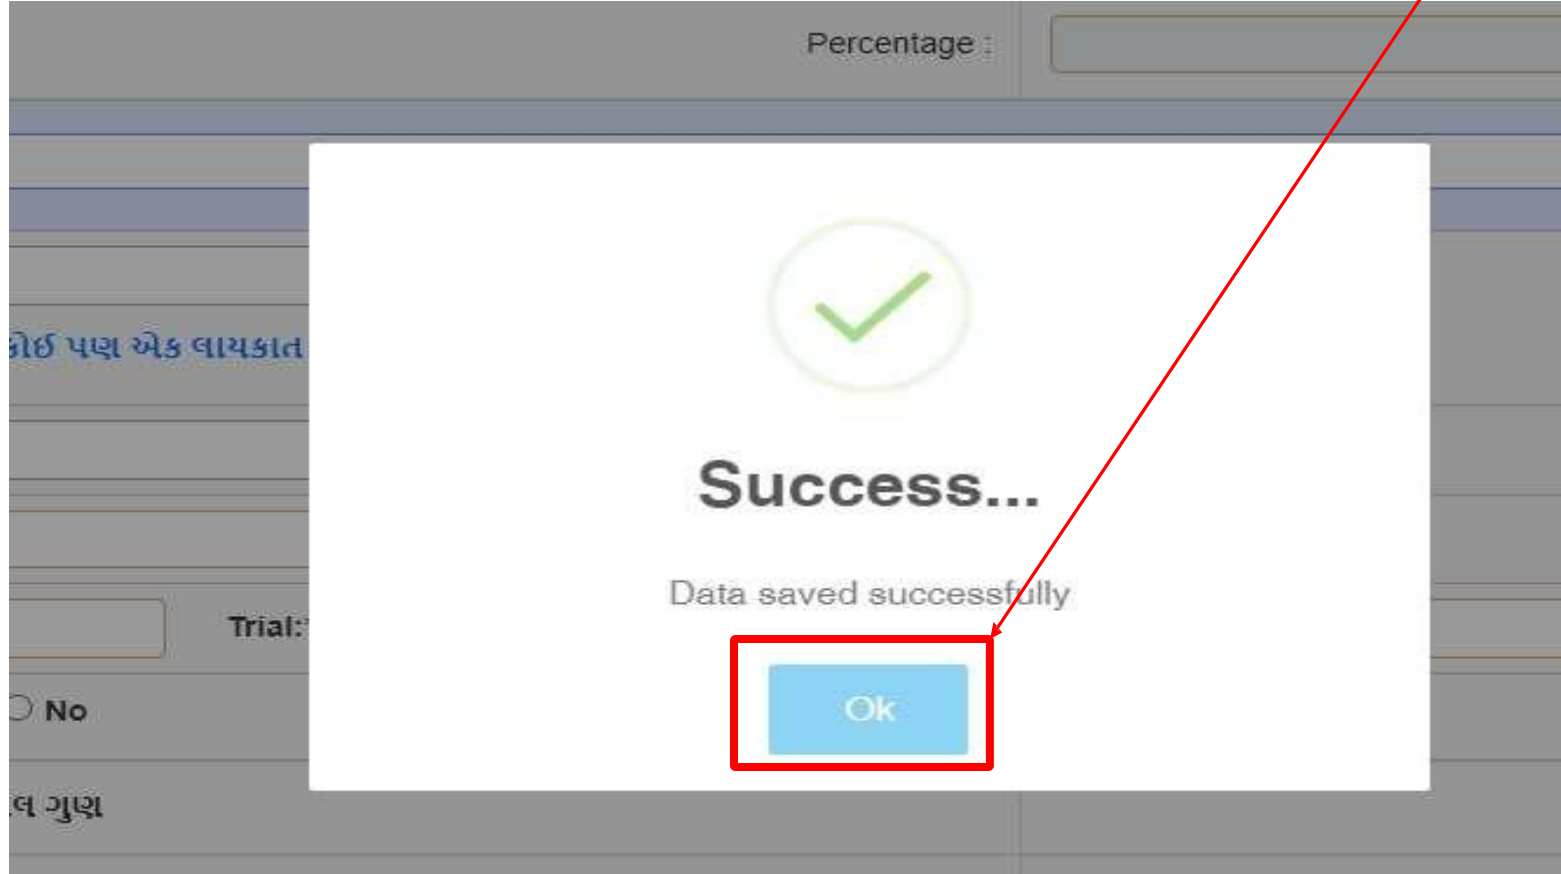 Percentage :
કોઈ પણ એક લાયકાત
Success...
Data saved successfully
Trial:
Ok
No
ગુણ